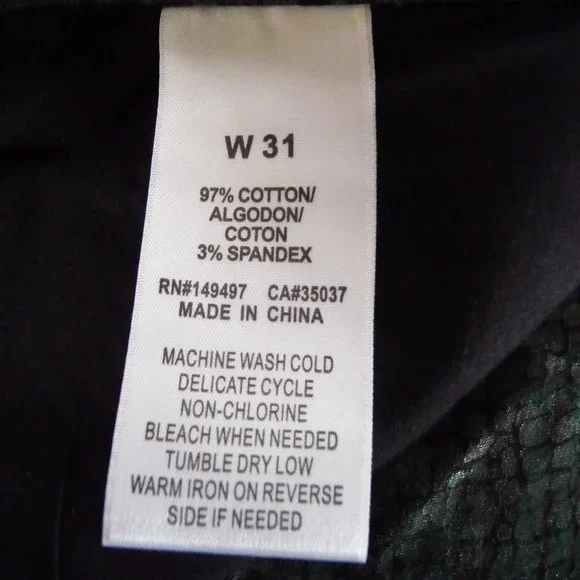 W 31
97% COTTON/
ALGODON/
COTON
3% SPANDEX
RN#149497 CA#35037
MADE IN CHINA
MACHINE WASH COLD
DELICATE CYCLE
NON-CHLORINE
BLEACH WHEN NEEDED
TUMBLE DRY LOW
WARM IRON ON REVERSE
SIDE IF NEEDED